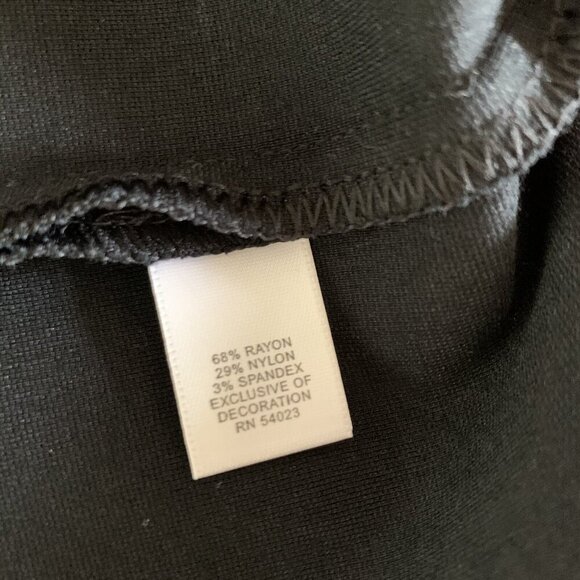 68% RAYON
29% NYLON
3% SPANDEX
EXCLUSIVE OF
DECORATION
RN 54023